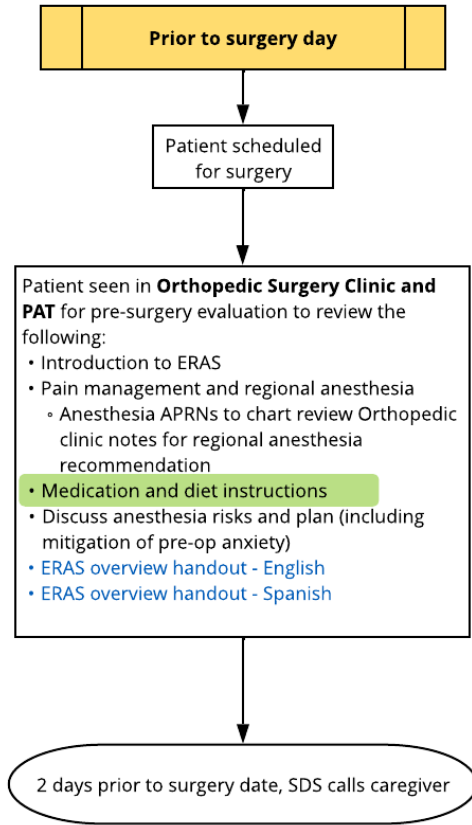 Prior to surgery day
Patient scheduled
for surgery
Patient seen in Orthopedic Surgery Clinic and
PAT for pre-surgery evaluation to review the
following:
• Introduction to ERAS
• Pain management and regional anesthesia
◦ Anesthesia APRNs to chart review Orthopedic
clinic notes for regional anesthesia
recommendation
• Medication and diet instructions
• Discuss anesthesia risks and plan (including
mitigation of pre-op anxiety)
• ERAS overview handout - English
• ERAS overview handout - Spanish
2 days prior to surgery date, SDS calls caregiver